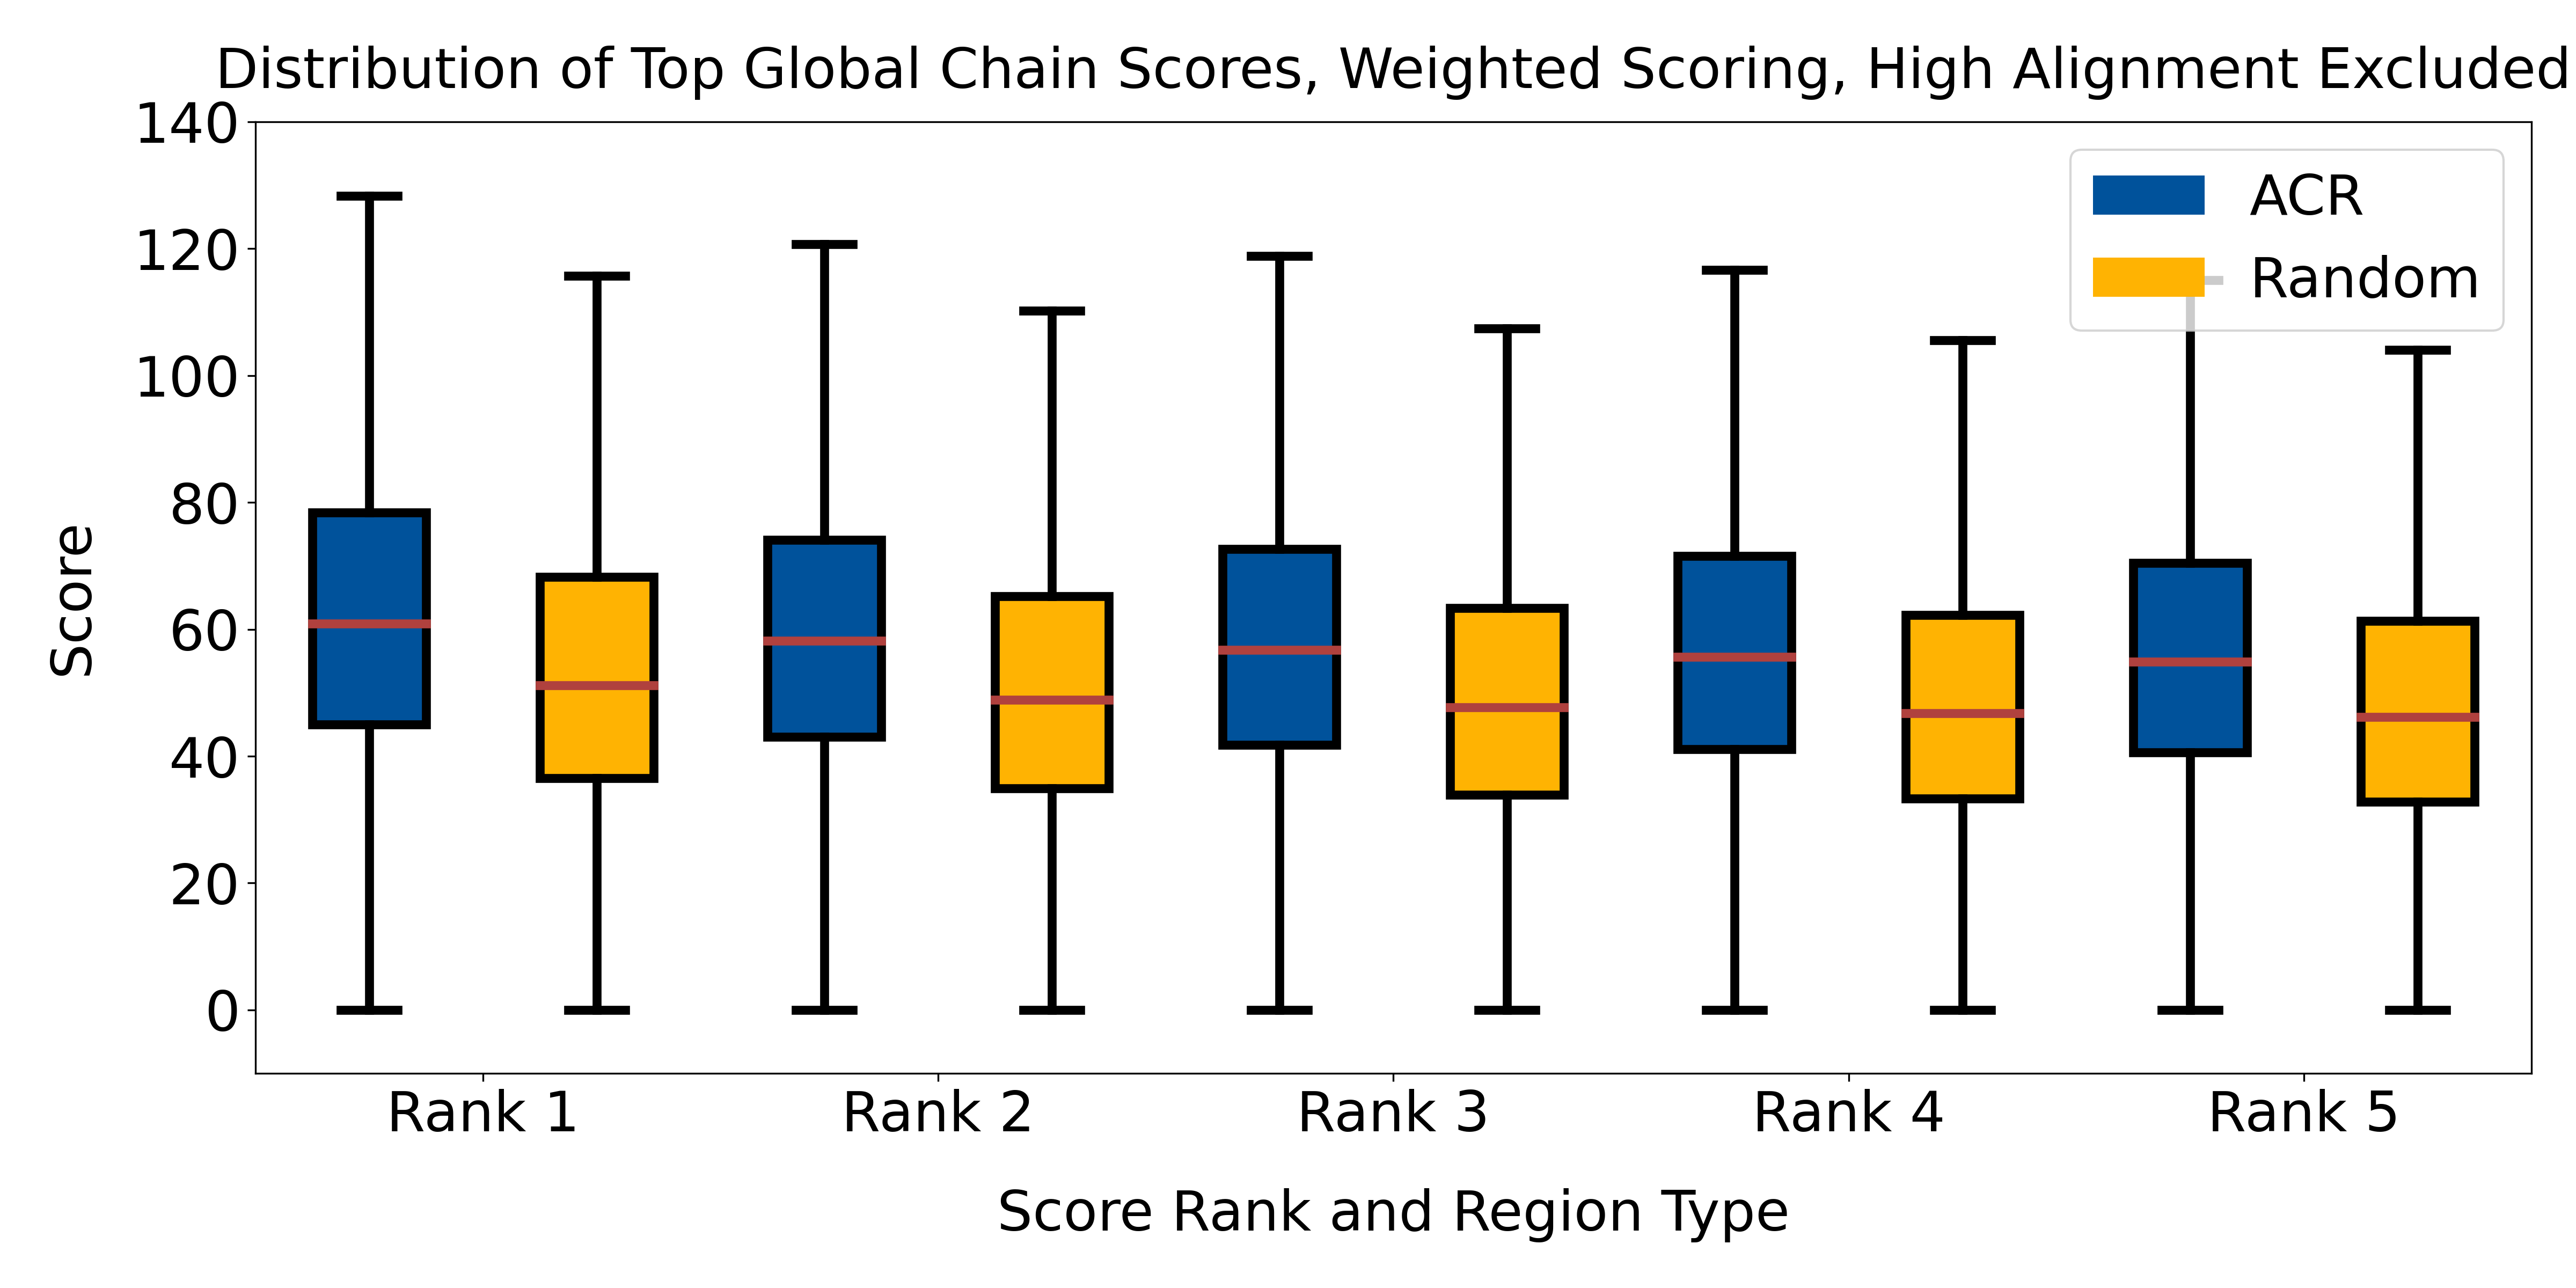 Distribution of Top Global Chain Scores, Weighted Scoring, High Alignment Excluded
140
120
100
80
60
40
20
0
Score
ACR
Random
Rank 1
Rank 2
Rank 3
Rank 4
Rank 5
Score Rank and Region Type